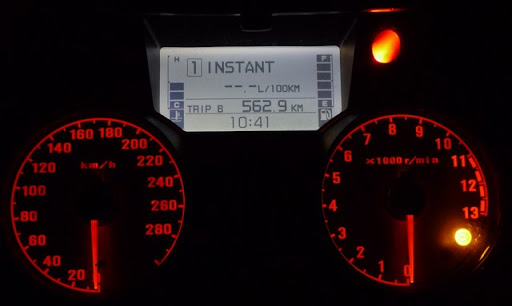 H
1 INSTANT
F
--.- L/100KM
C
TRIP B 562.9 KM
E
10:41
km/h
0 20 40 60 80 100 120 140 160 180 200 220 240 260 280
×1000r/min
0 1 2 3 4 5 6 7 8 9 10 11 12 13